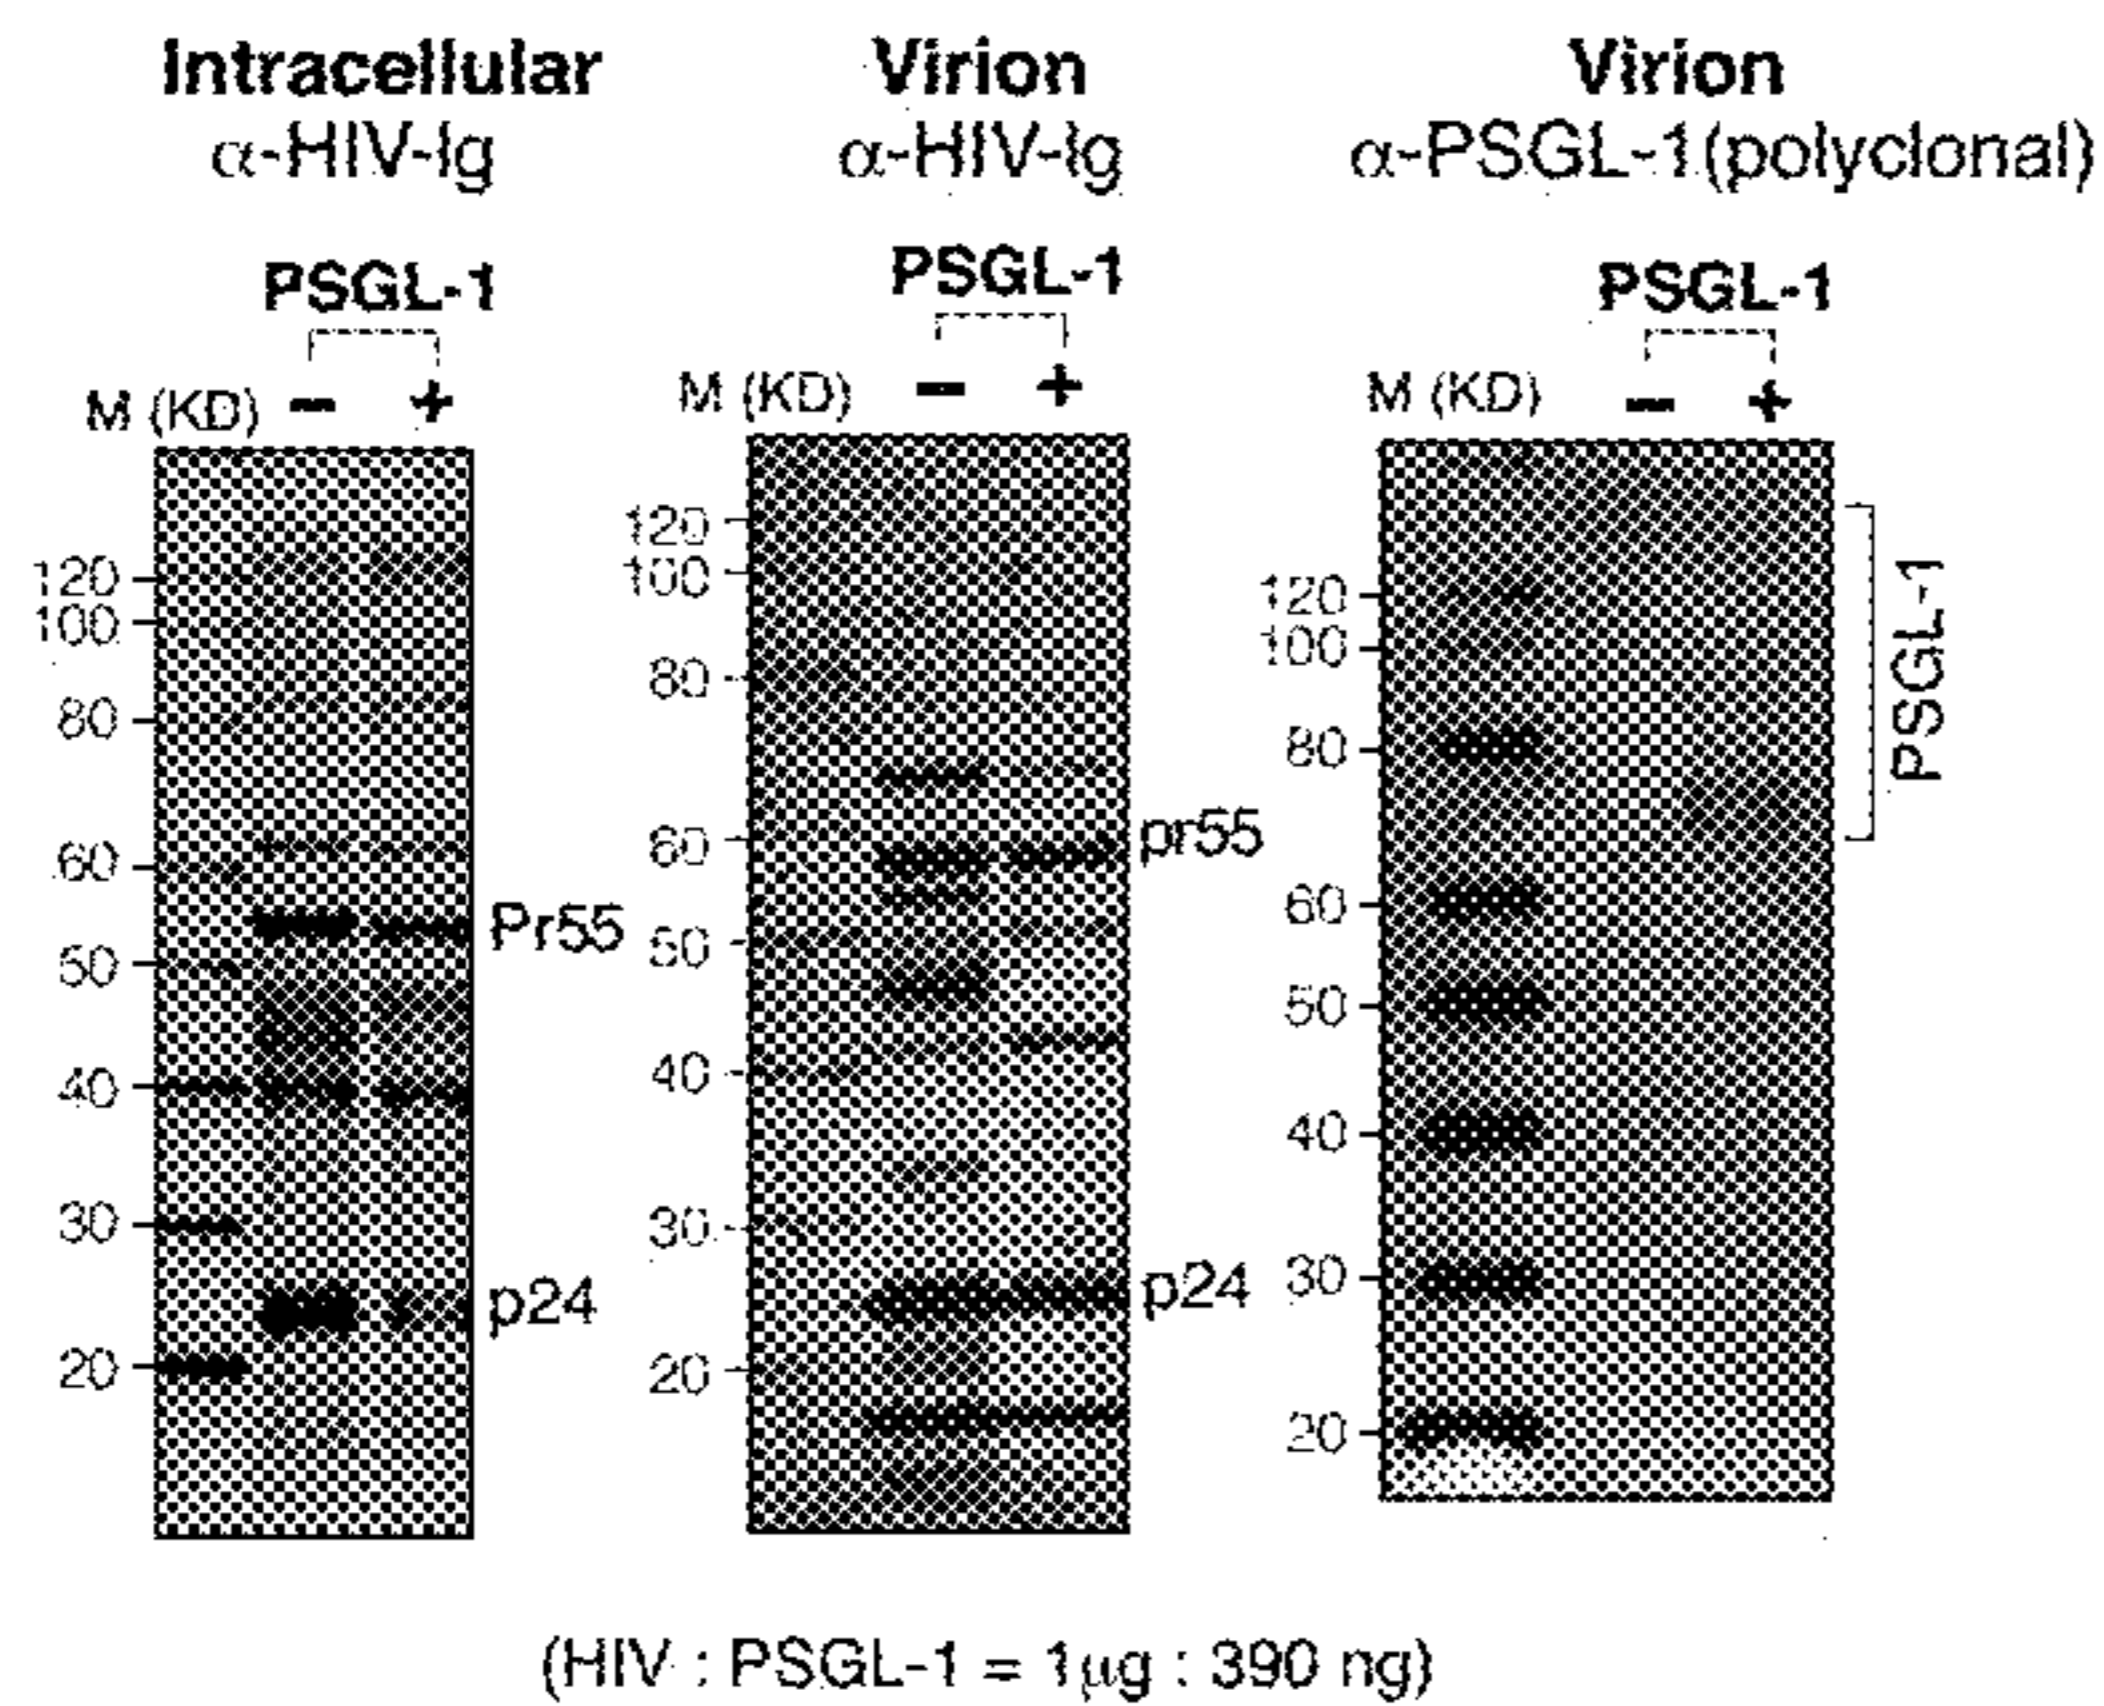 Intracellular
α-HIV-Ig
PSGL-1
M (KD) − +
120
100
80
60
50
40
30
20
Pr55
p24
Virion
α-HIV-Ig
PSGL-1
M (KD) − +
120
100
80
60
50
40
30
20
pr55
p24
Virion
α-PSGL-1 (polyclonal)
PSGL-1
M (KD) − +
120
100
80
60
50
40
30
20
PSGL-1
(HIV : PSGL-1 = 1µg : 390 ng)